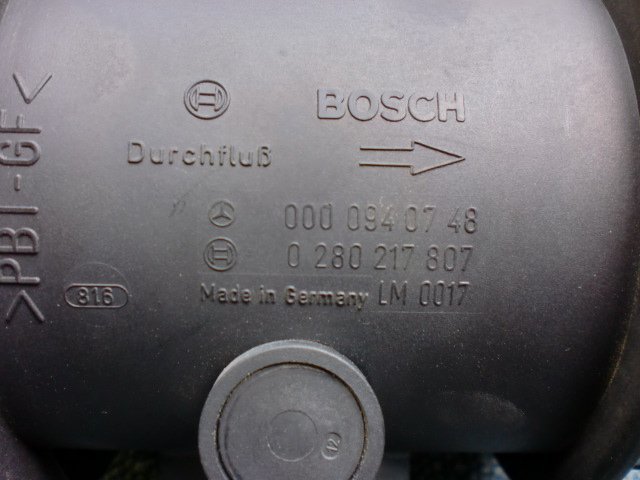 BOSCH
Durchfluß
000 094 07 48
0 280 217 807
Made in Germany LM 0017
816
>PBT-GF<